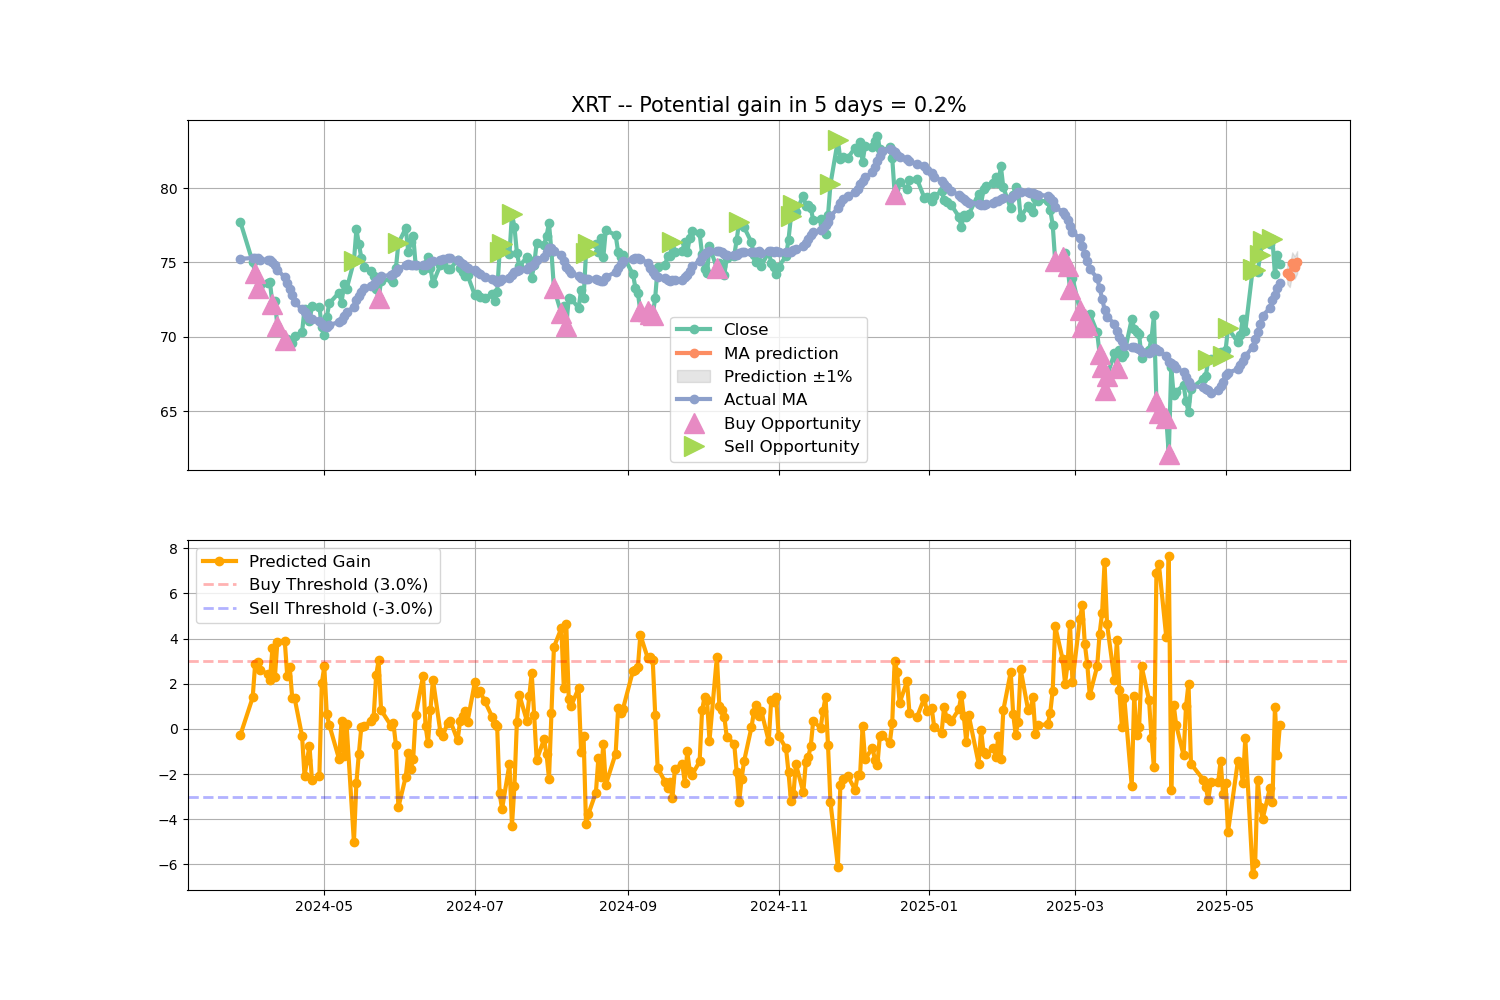 XRT -- Potential gain in 5 days = 0.2%
80
75
70
65
Close
MA prediction
Prediction ±1%
Actual MA
Buy Opportunity
Sell Opportunity
8
6
4
2
0
−2
−4
−6
Predicted Gain
Buy Threshold (3.0%)
Sell Threshold (-3.0%)
2024-05
2024-07
2024-09
2024-11
2025-01
2025-03
2025-05